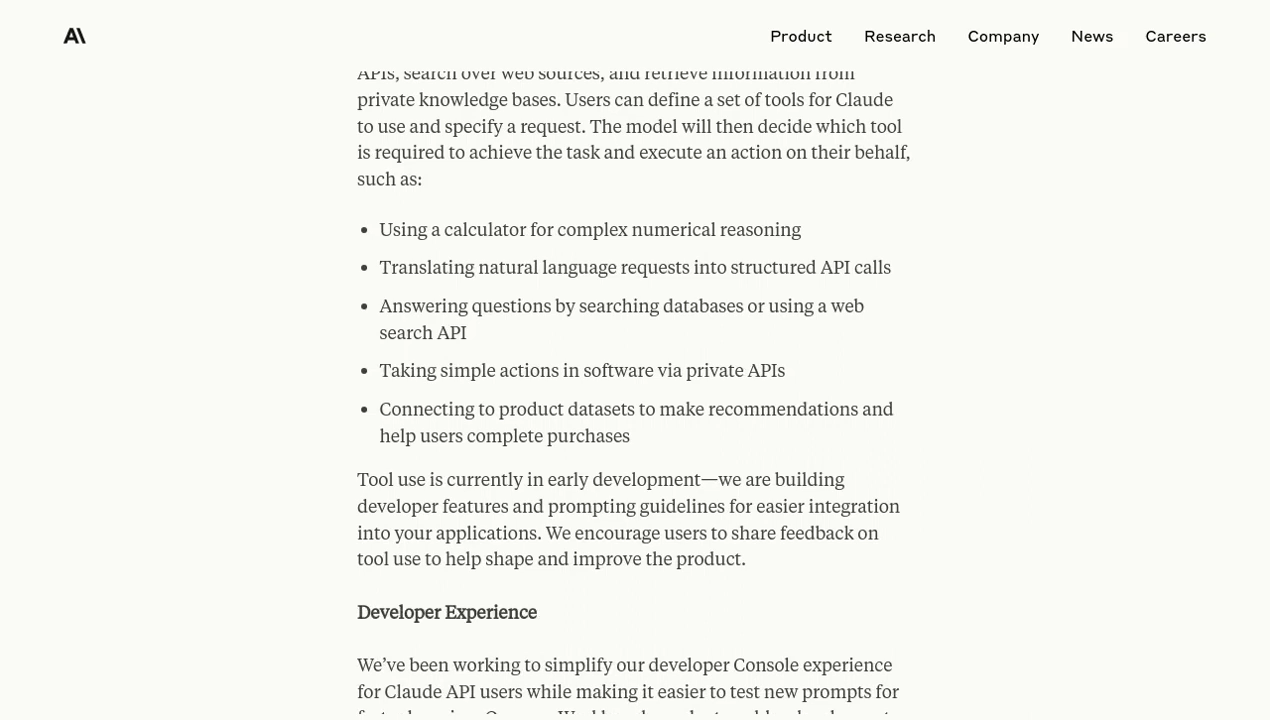 Product Research Company News Careers
APIs, search over web sources, and retrieve information from
private knowledge bases. Users can define a set of tools for Claude
to use and specify a request. The model will then decide which tool
is required to achieve the task and execute an action on their behalf,
such as:
• Using a calculator for complex numerical reasoning
• Translating natural language requests into structured API calls
• Answering questions by searching databases or using a web
search API
• Taking simple actions in software via private APIs
• Connecting to product datasets to make recommendations and
help users complete purchases
Tool use is currently in early development—we are building
developer features and prompting guidelines for easier integration
into your applications. We encourage users to share feedback on
tool use to help shape and improve the product.
Developer Experience
We’ve been working to simplify our developer Console experience
for Claude API users while making it easier to test new prompts for